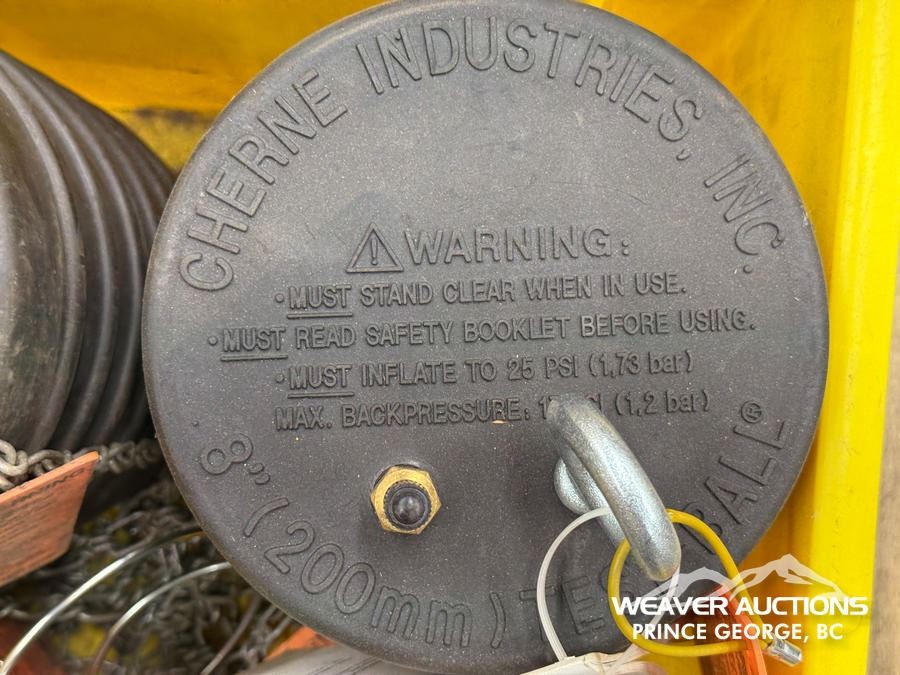 CHERNE INDUSTRIES, INC.
WARNING:
• MUST STAND CLEAR WHEN IN USE.
• MUST READ SAFETY BOOKLET BEFORE USING.
• MUST INFLATE TO 25 PSI (1,73 bar)
MAX. BACKPRESSURE: (1,2 bar)
8" (200mm) BALL®
WEAVER AUCTIONS
PRINCE GEORGE, BC